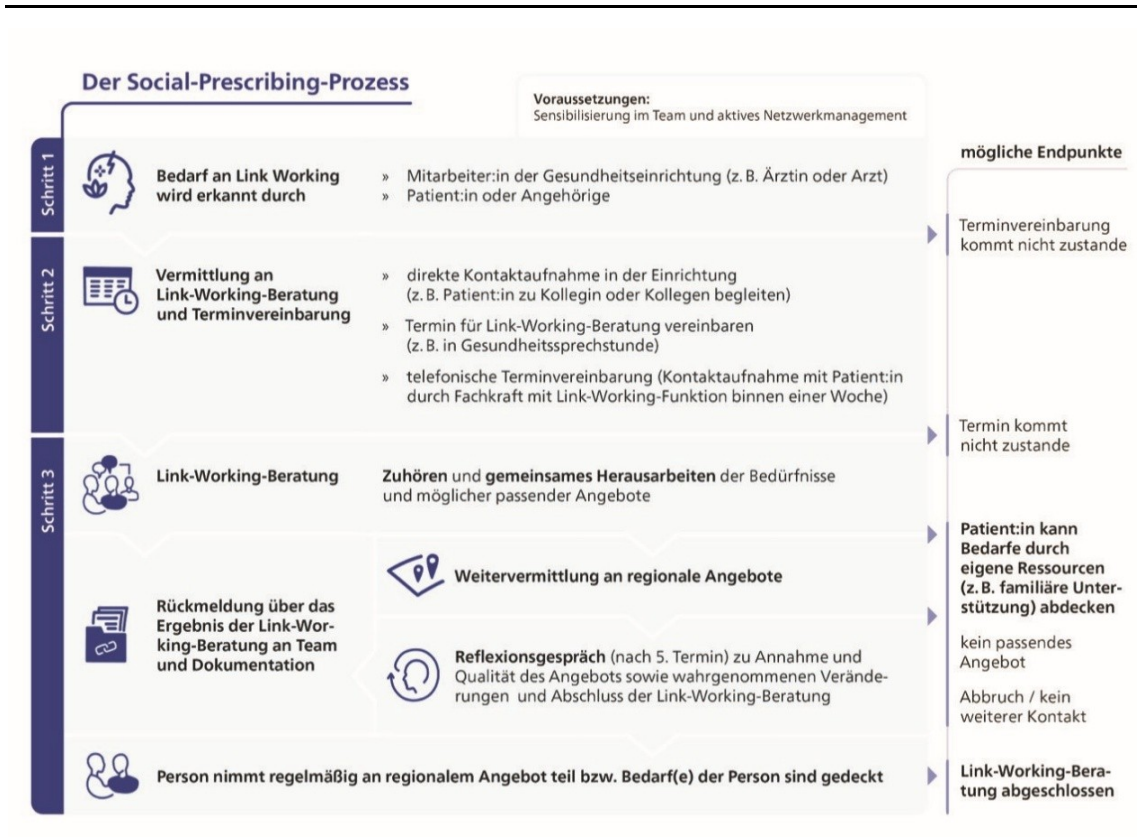 Der Social-Prescribing-Prozess
Voraussetzungen:
Sensibilisierung im Team und aktives Netzwerkmanagement
mögliche Endpunkte
Schritt 1
Bedarf an Link Working
wird erkannt durch
» Mitarbeiter:in der Gesundheitseinrichtung (z. B. Ärztin oder Arzt)
» Patient:in oder Angehörige
Terminvereinbarung
kommt nicht zustande
Schritt 2
Vermittlung an
Link-Working-Beratung
und Terminvereinbarung
» direkte Kontaktaufnahme in der Einrichtung
(z. B. Patient:in zu Kollegin oder Kollegen begleiten)
» Termin für Link-Working-Beratung vereinbaren
(z. B. in Gesundheitssprechstunde)
» telefonische Terminvereinbarung (Kontaktaufnahme mit Patient:in
durch Fachkraft mit Link-Working-Funktion binnen einer Woche)
Termin kommt
nicht zustande
Schritt 3
Link-Working-Beratung
Zuhören und gemeinsames Herausarbeiten der Bedürfnisse
und möglicher passender Angebote
Patient:in kann
Bedarfe durch
eigene Ressourcen
(z. B. familiäre Unter-
stützung) abdecken
kein passendes
Angebot
Abbruch / kein
weiterer Kontakt
Weitervermittlung an regionale Angebote
Rückmeldung über das
Ergebnis der Link-Wor-
king-Beratung an Team
und Dokumentation
Reflexionsgespräch (nach 5. Termin) zu Annahme und
Qualität des Angebots sowie wahrgenommenen Verände-
rungen und Abschluss der Link-Working-Beratung
Person nimmt regelmäßig an regionalem Angebot teil bzw. Bedarf(e) der Person sind gedeckt
Link-Working-Bera-
tung abgeschlossen